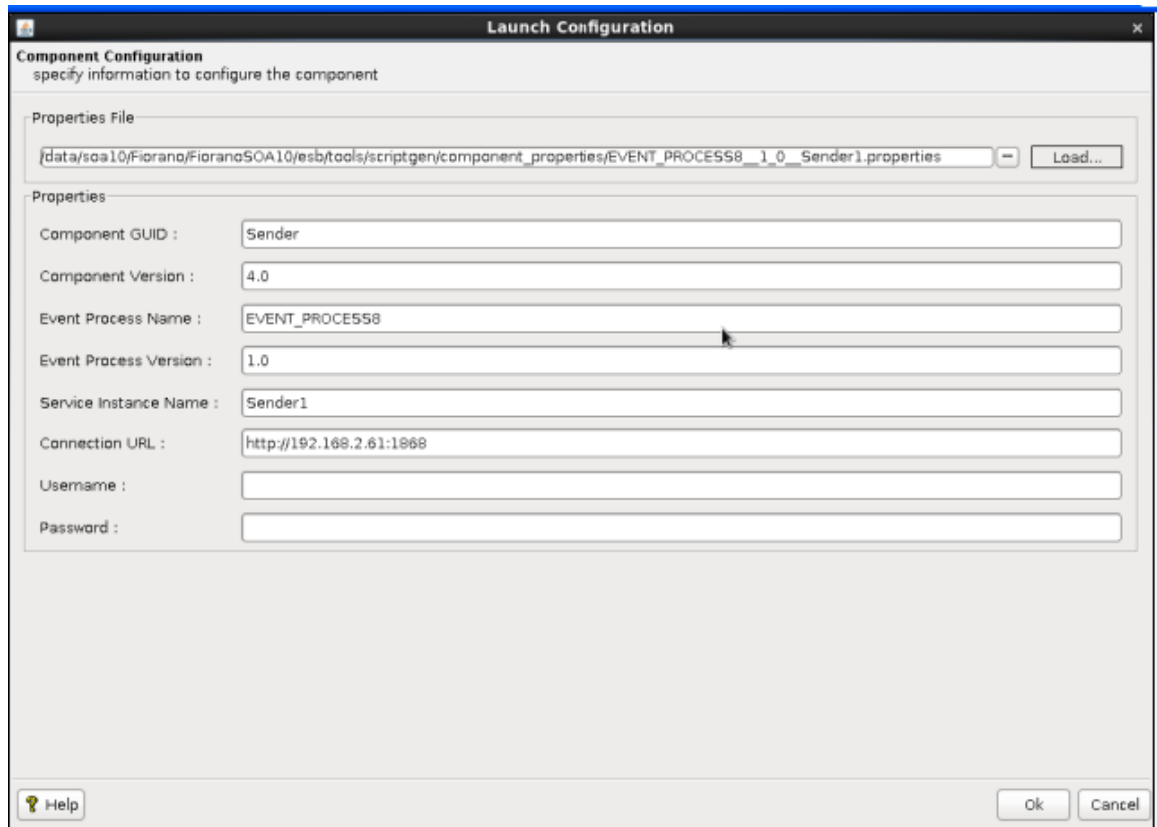 Launch Configuration
Component Configuration
specify information to configure the component
Properties File
/data/soa10/Fiorano/FioranoSOA10/esb/tools/scriptgen/component_properties/EVENT_PROCESS8__1_0__Sender1.properties
Load...
Properties
Component GUID : Sender
Component Version : 4.0
Event Process Name : EVENT_PROCESS8
Event Process Version : 1.0
Service Instance Name : Sender1
Connection URL : http://192.168.2.61:1868
Username :
Password :
Help Ok Cancel